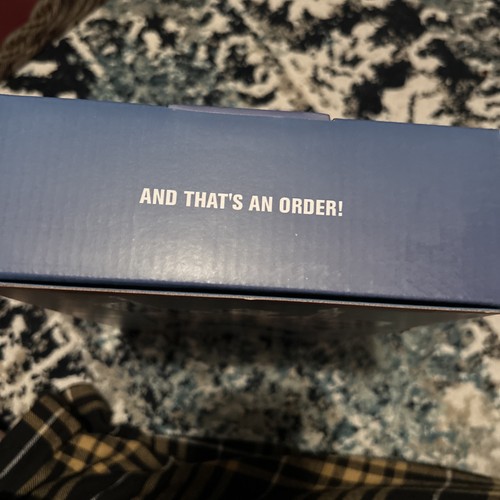 AND THAT'S AN ORDER!